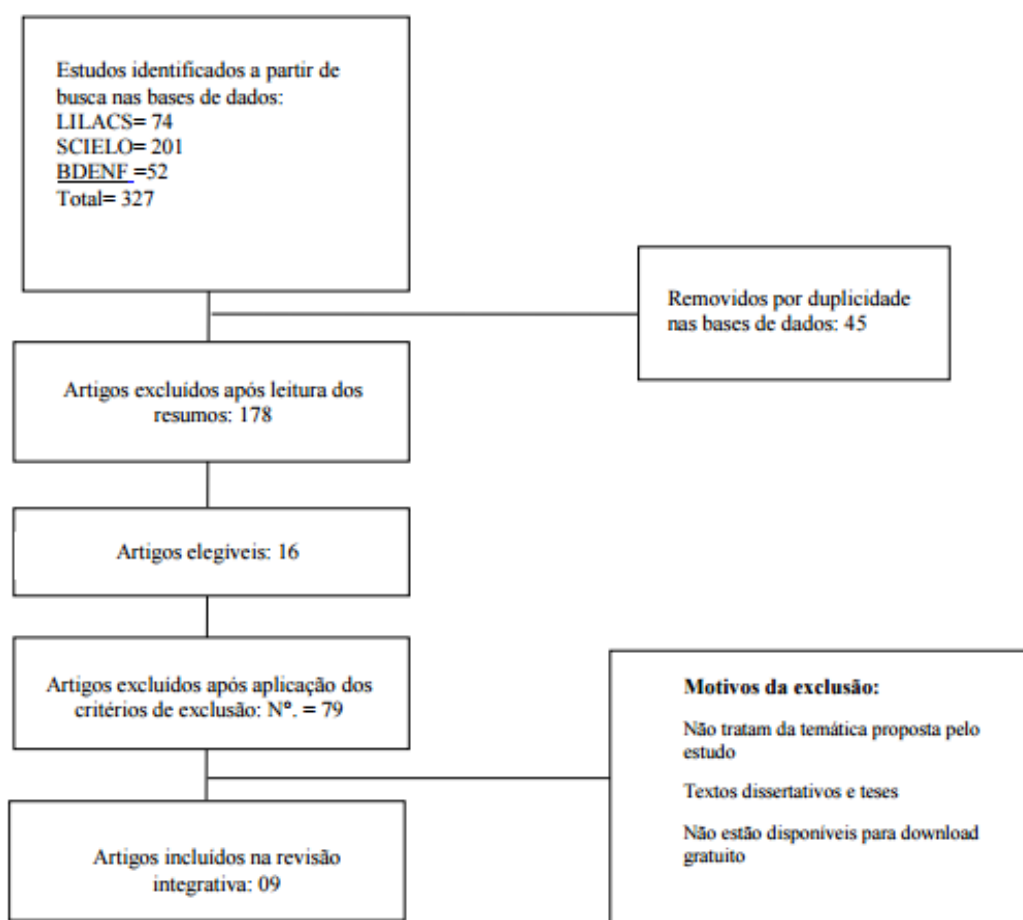 Estudos identificados a partir de
busca nas bases de dados:
LILACS= 74
SCIELO= 201
BDENF =52
Total= 327
Removidos por duplicidade
nas bases de dados: 45
Artigos excluídos após leitura dos
resumos: 178
Artigos elegíveis: 16
Artigos excluídos após aplicação dos
critérios de exclusão: Nº. = 79
Motivos da exclusão:
Não tratam da temática proposta pelo
estudo
Textos dissertativos e teses
Não estão disponíveis para download
gratuito
Artigos incluídos na revisão
integrativa: 09